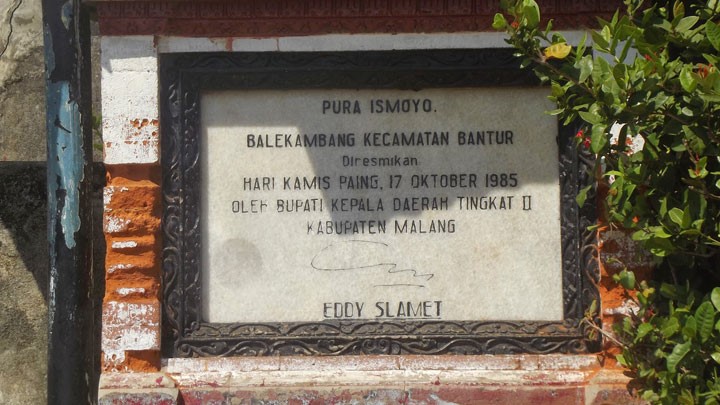 PURA ISMOYO.
BALEKAMBANG KECAMATAN BANTUR
DIRESMIKAN
HARI KAMIS PAING, 17 OKTOBER 1985
OLEH BUPATI KEPALA DAERAH TINGKAT II
KABUPATEN MALANG
EDDY SLAMET